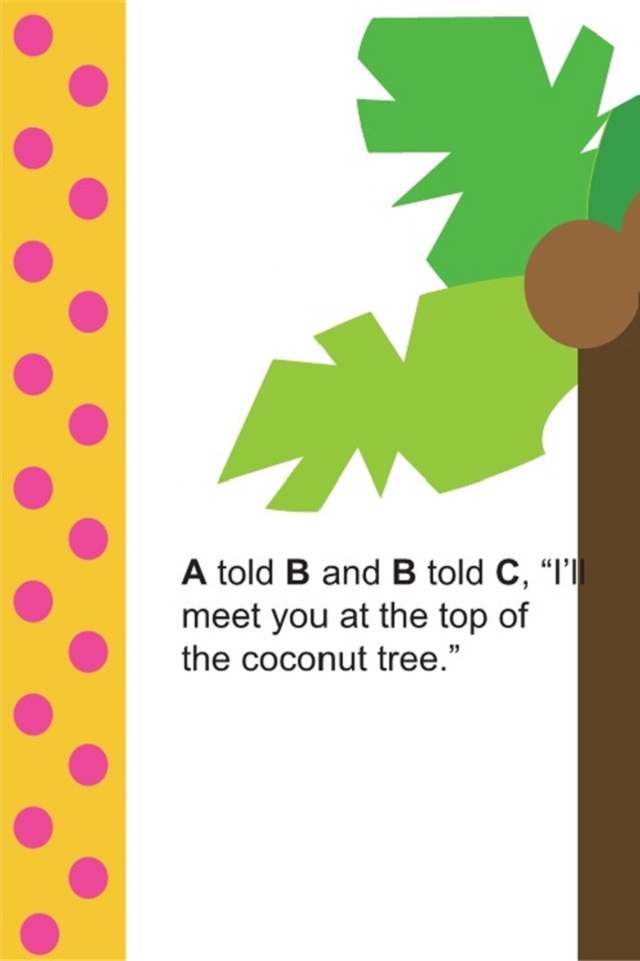 A told B and B told C, “I’ll
meet you at the top of
the coconut tree.”